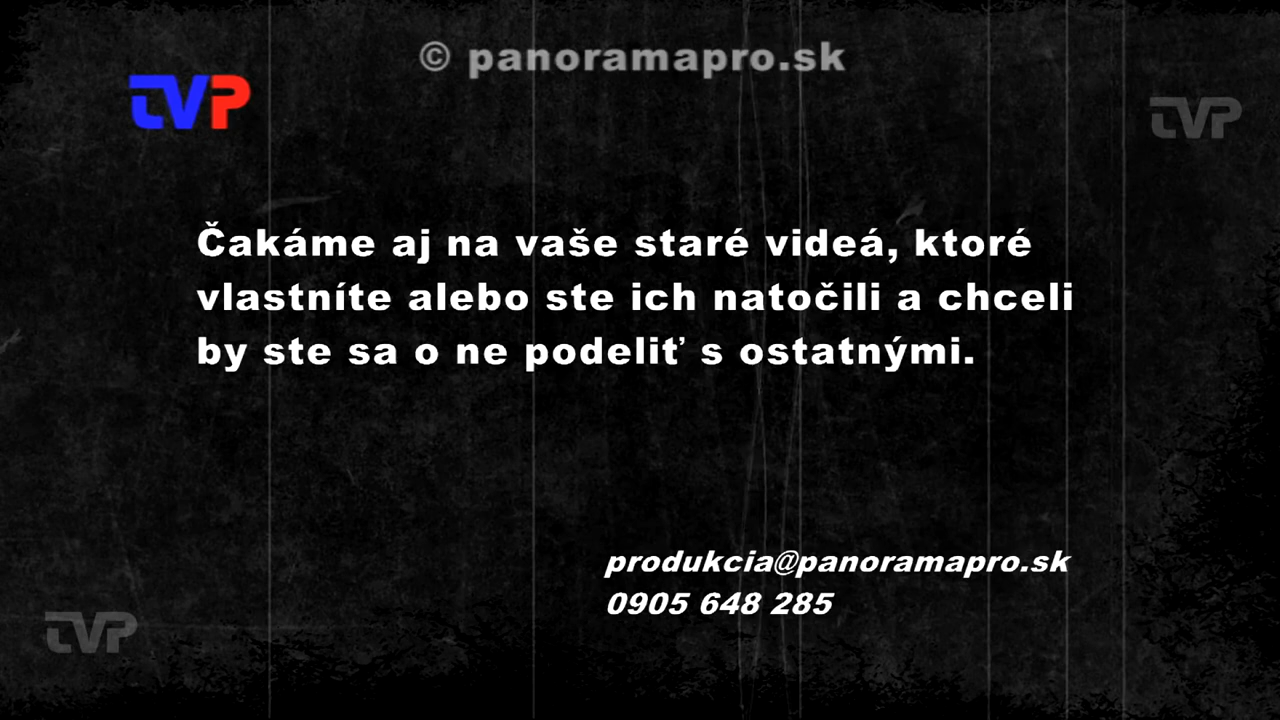 © panoramapro.sk
TVP
TVP
Čakáme aj na vaše staré videá, ktoré
vlastníte alebo ste ich natočili a chceli
by ste sa o ne podeliť s ostatnými.
produkcia@panoramapro.sk
0905 648 285
TVP